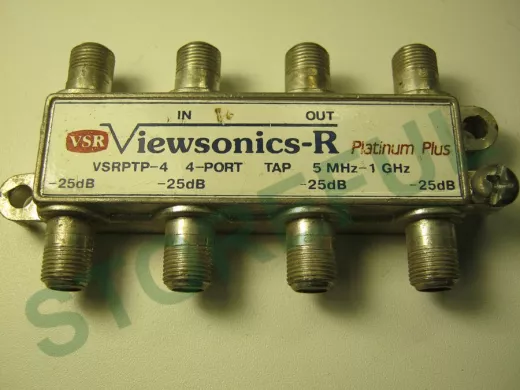 IN OUT
VSR Viewsonics-R Platinum Plus
VSRPTP-4 4-PORT TAP 5 MHz-1 GHz
-25dB -25dB -25dB -25dB
STOREFUL